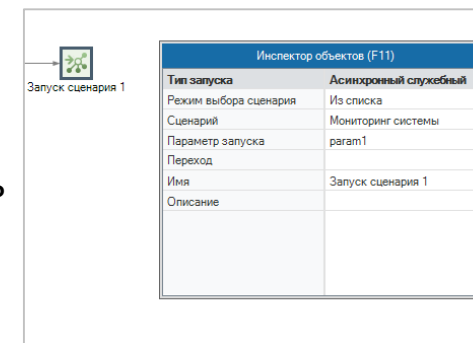 Инспектор объектов (F11)
Запуск сценария 1
Тип запуска Асинхронный служебный
Режим выбора сценария Из списка
Сценарий Мониторинг системы
Параметр запуска param1
Переход
Имя Запуск сценария 1
Описание